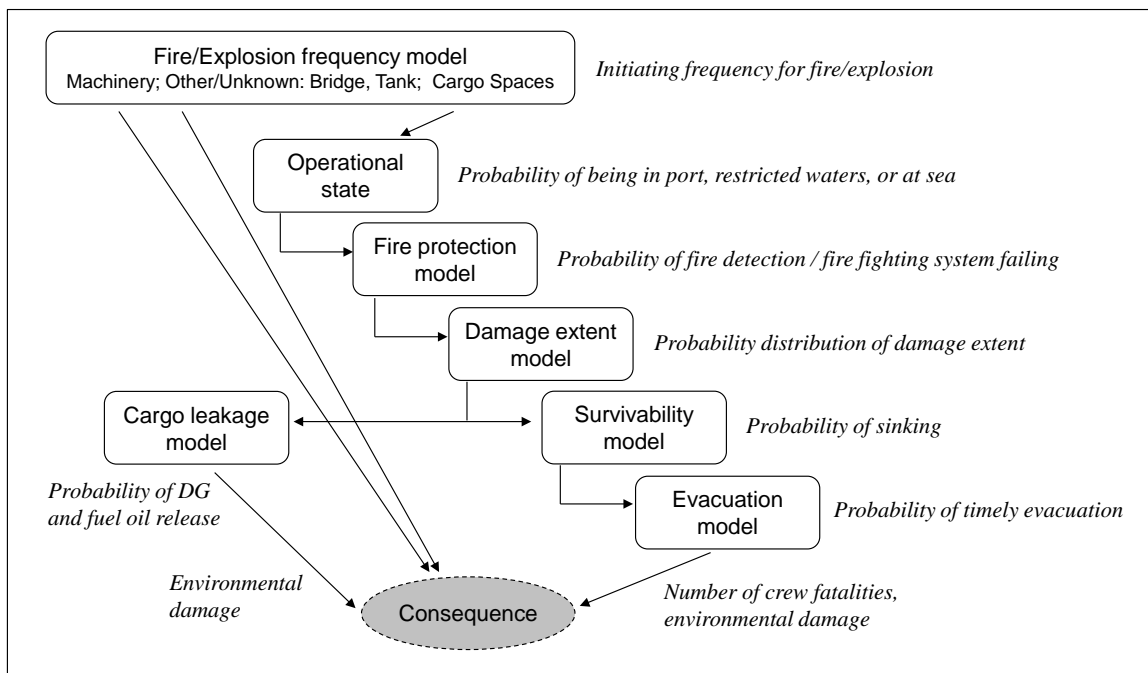 Fire/Explosion frequency model
Machinery; Other/Unknown: Bridge, Tank; Cargo Spaces
Initiating frequency for fire/explosion
Operational
state
Probability of being in port, restricted waters, or at sea
Fire protection
model
Probability of fire detection / fire fighting system failing
Damage extent
model
Probability distribution of damage extent
Cargo leakage
model
Survivability
model
Probability of sinking
Probability of DG
and fuel oil release
Evacuation
model
Probability of timely evacuation
Environmental
damage
Consequence
Number of crew fatalities,
environmental damage